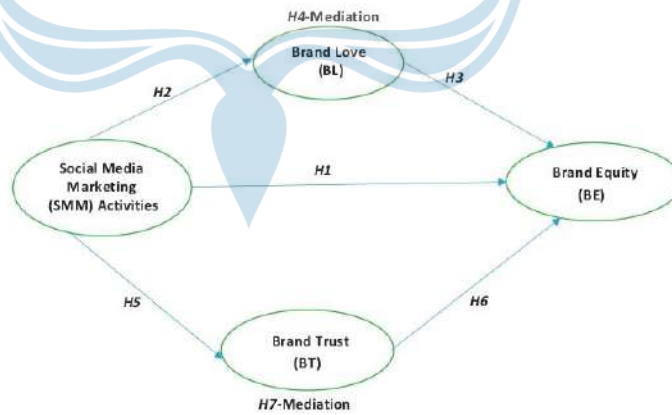 H4-Mediation
Brand Love
(BL)
H2
H3
Social Media
Marketing
(SMM) Activities
H1
Brand Equity
(BE)
H5
H6
Brand Trust
(BT)
H7-Mediation